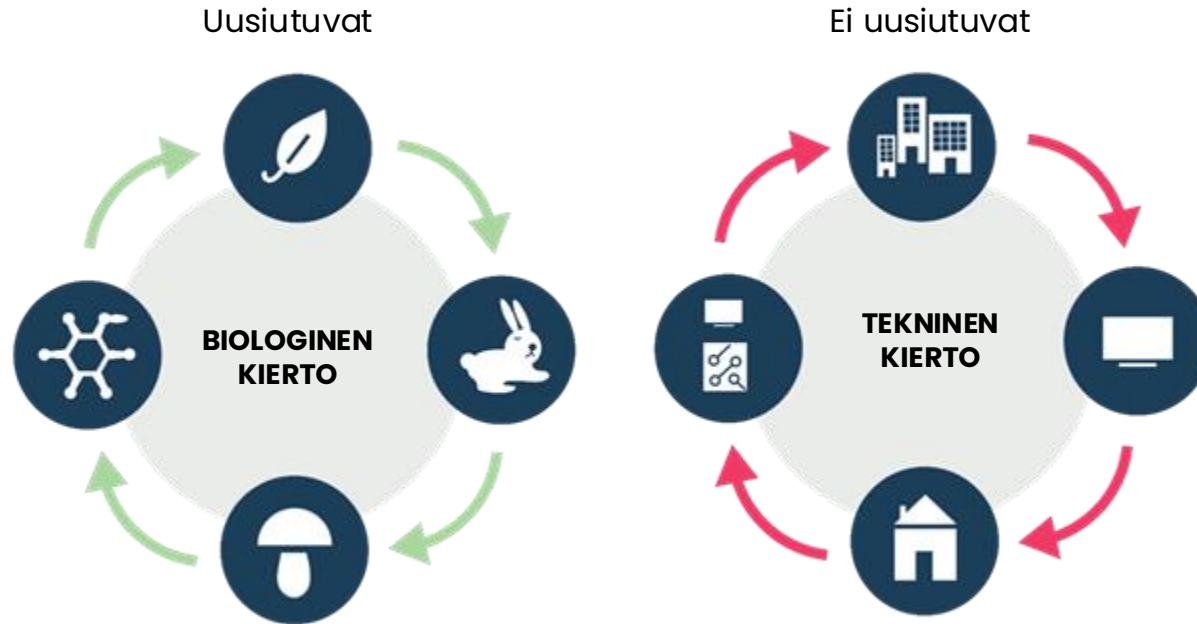 Uusiutuvat
Ei uusiutuvat
BIOLOGINEN
KIERTO
TEKNINEN
KIERTO